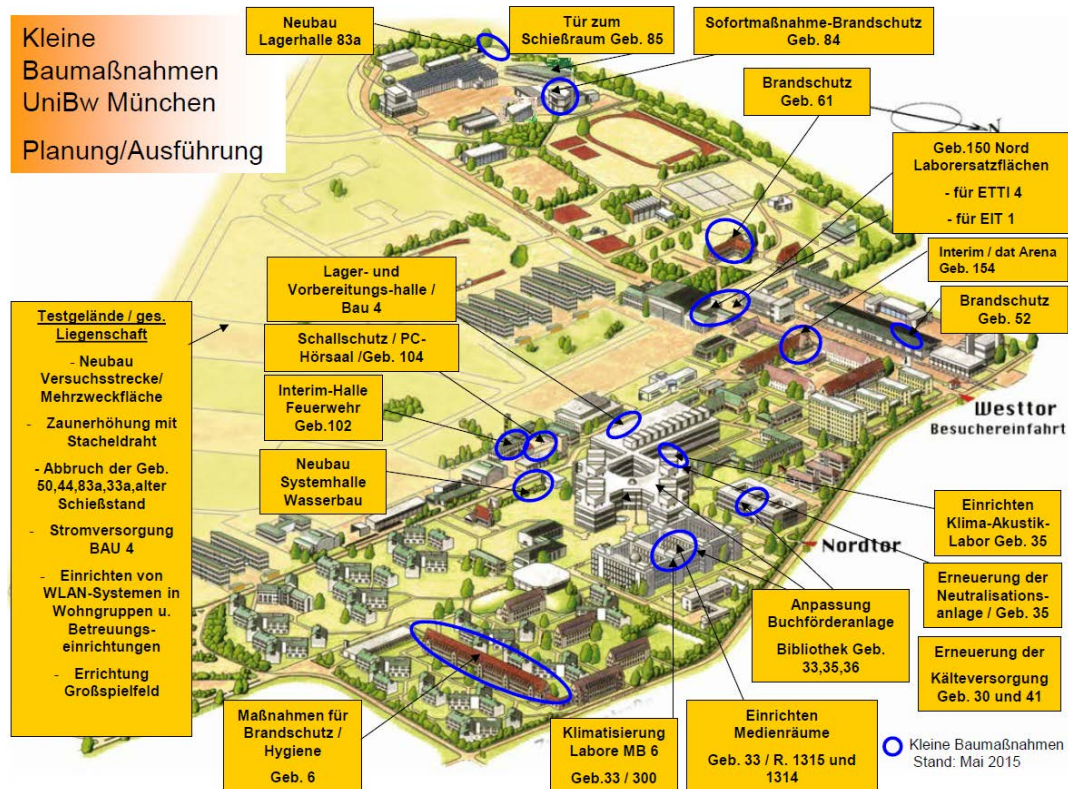 Kleine
Baumaßnahmen
UniBw München
Planung/Ausführung
Neubau
Lagerhalle 83a
Tür zum
Schießraum Geb. 85
Sofortmaßnahme-Brandschutz
Geb. 84
Brandschutz
Geb. 61
N
Geb.150 Nord
Laborersatzflächen
- für ETTI 4
- für EIT 1
Interim / dat Arena
Geb. 154
Brandschutz
Geb. 52
Lager- und
Vorbereitungs-halle /
Bau 4
Schallschutz / PC-
Hörsaal /Geb. 104
Interim-Halle
Feuerwehr
Geb.102
Neubau
Systemhalle
Wasserbau
Testgelände / ges.
Liegenschaft
- Neubau
Versuchsstrecke/
Mehrzweckfläche
- Zaunerhöhung mit
Stacheldraht
- Abbruch der Geb.
50,44,83a,33a,alter
Schießstand
- Stromversorgung
BAU 4
- Einrichten von
WLAN-Systemen in
Wohngruppen u.
Betreuungs-
einrichtungen
- Errichtung
Großspielfeld
Westtor
Besuchereinfahrt
Nordtor
Einrichten
Klima-Akustik-
Labor Geb. 35
Erneuerung der
Neutralisations-
anlage / Geb. 35
Erneuerung der
Kälteversorgung
Geb. 30 und 41
Anpassung
Buchförderanlage
Bibliothek Geb.
33,35,36
Maßnahmen für
Brandschutz /
Hygiene
Geb. 6
Klimatisierung
Labore MB 6
Geb.33 / 300
Einrichten
Medienräume
Geb. 33 / R. 1315 und
1314
Kleine Baumaßnahmen
Stand: Mai 2015